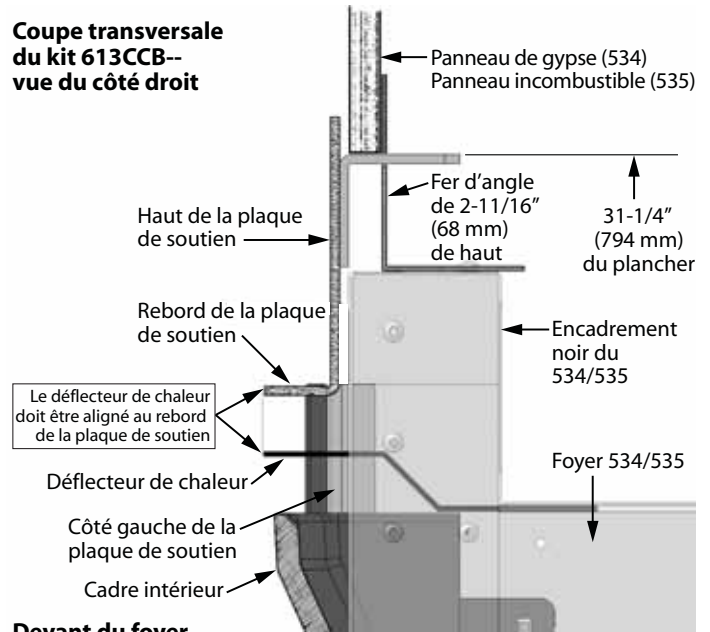 Coupe transversale
du kit 613CCB--
vue du côté droit
Panneau de gypse (534)
Panneau incombustible (535)
Fer d’angle
de 2-11/16”
(68 mm)
de haut
31-1/4”
(794 mm)
du plancher
Haut de la plaque
de soutien
Rebord de la plaque
de soutien
Encadrement
noir du
534/535
Le déflecteur de chaleur
doit être aligné au rebord
de la plaque de soutien
Déflecteur de chaleur
Foyer 534/535
Côté gauche de la
plaque de soutien
Cadre intérieur
Devant du foyer